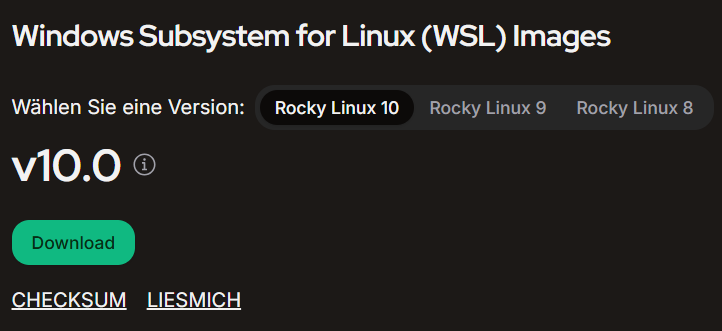 Windows Subsystem for Linux (WSL) Images
Wählen Sie eine Version: Rocky Linux 10 Rocky Linux 9 Rocky Linux 8
v10.0
Download
CHECKSUM LIESMICH